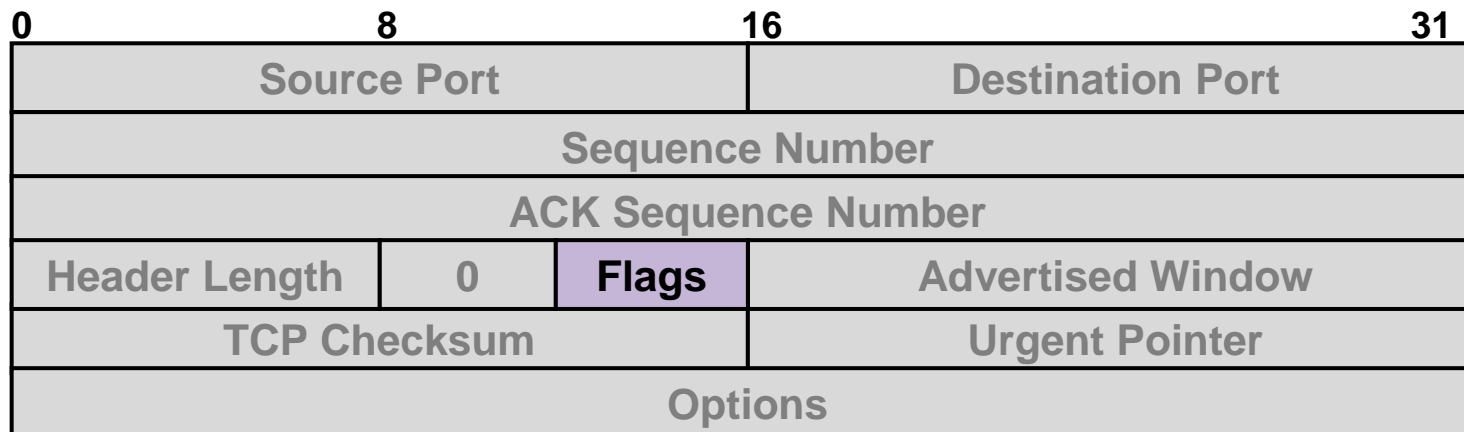 0 8 16 31
Source Port Destination Port
Sequence Number
ACK Sequence Number
Header Length 0 Flags Advertised Window
TCP Checksum Urgent Pointer
Options